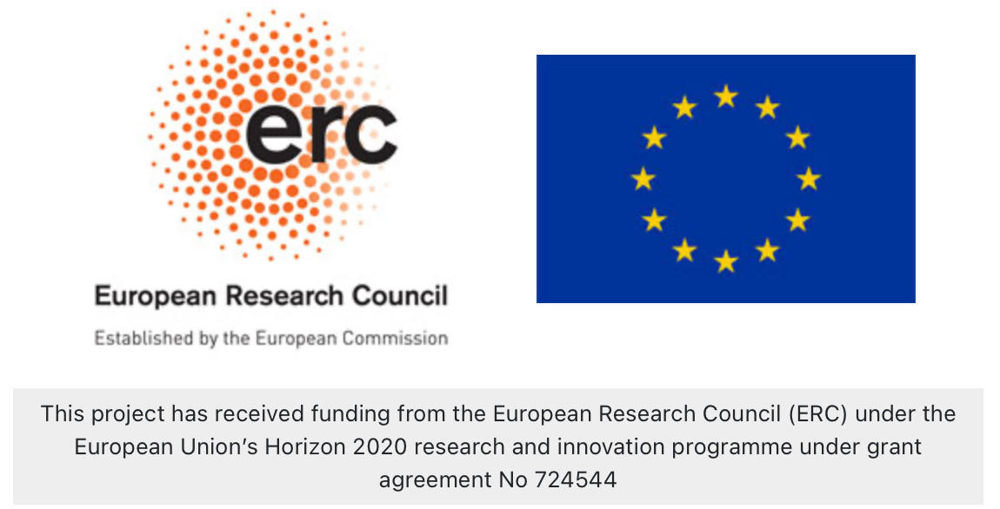 erc
European Research Council
Established by the European Commission
This project has received funding from the European Research Council (ERC) under the
European Union’s Horizon 2020 research and innovation programme under grant
agreement No 724544